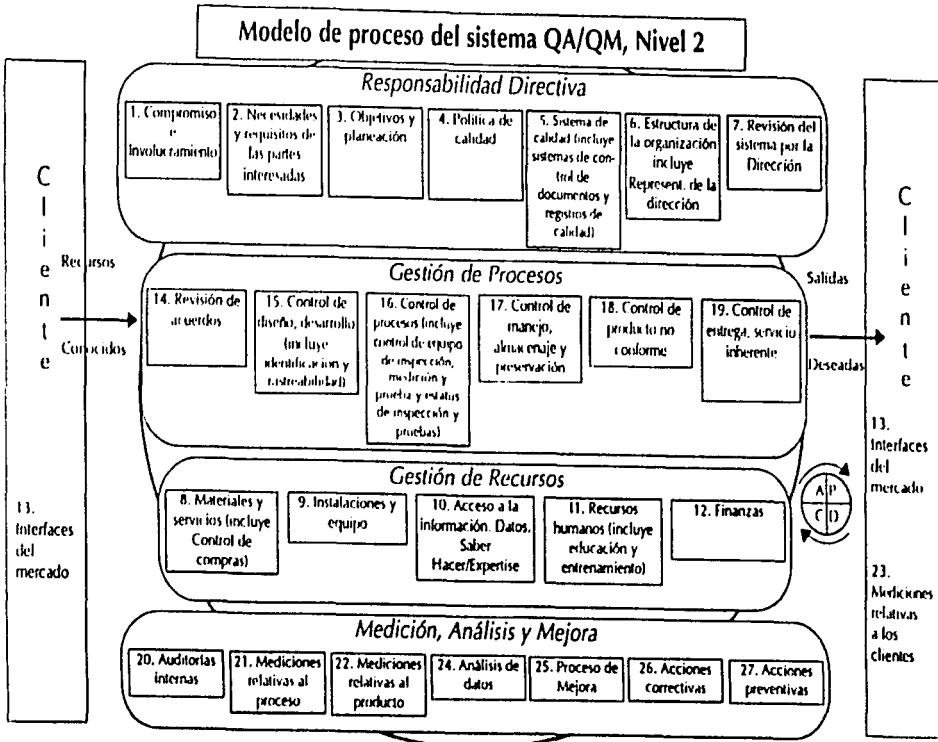 Modelo de proceso del sistema QA/QM, Nivel 2
Responsabilidad Directiva
1. Compromiso
e
Involucramiento
2. Necesidades
y requisitos de
las partes
interesadas
3. Objetivos y
planeación
4. Política de
calidad
5. Sistema de
calidad (incluye
sistemas de con-
trol de
documentos y
registros de
calidad)
6. Estructura de
la organización
incluye
Represent. de la
dirección
7. Revisión del
sistema por la
Dirección
Cliente
Recursos
Conocidos
13.
Interfaces
del
mercado
Gestión de Procesos
14. Revisión de
acuerdos
15. Control de
diseño, desarrollo
(incluye
identificacion y
rastreabilidad)
16. Control de
procesos (incluye
control de equipo
de inspección,
medición y
prueba y estatus
de inspección y
pruebas)
17. Control de
manejo,
almacenaje y
preservación
18. Control de
producto no
conforme
19. Control de
entrega, servicio
inherente
Salidas
Deseadas
Cliente
13.
Interfaces
del
mercado
23.
Mediciones
relativas
a los
clientes
Gestión de Recursos
8. Materiales y
servicios (incluye
Control de
compras)
9. Instalaciones y
equipo
10. Acceso a la
información. Datos,
Saber
Hacer/Expertise
11. Recursos
humanos (incluye
educación y
entrenamiento)
12. Finanzas
A P
C D
Medición, Análisis y Mejora
20. Auditorías
internas
21. Mediciones
relativas al
proceso
22. Mediciones
relativas al
producto
24. Análisis de
datos
25. Proceso de
Mejora
26. Acciones
correctivas
27. Acciones
preventivas